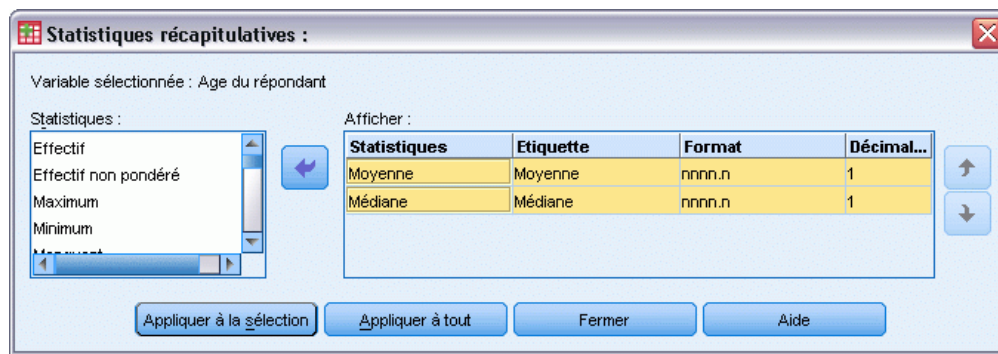 Statistiques récapitulatives :
Variable sélectionnée : Age du répondant
Statistiques :
Effectif
Effectif non pondéré
Maximum
Minimum
Afficher :
Statistiques Etiquette Format Décimal...
Moyenne Moyenne nnnn.n 1
Médiane Médiane nnnn.n 1
Appliquer à la sélection Appliquer à tout Fermer Aide